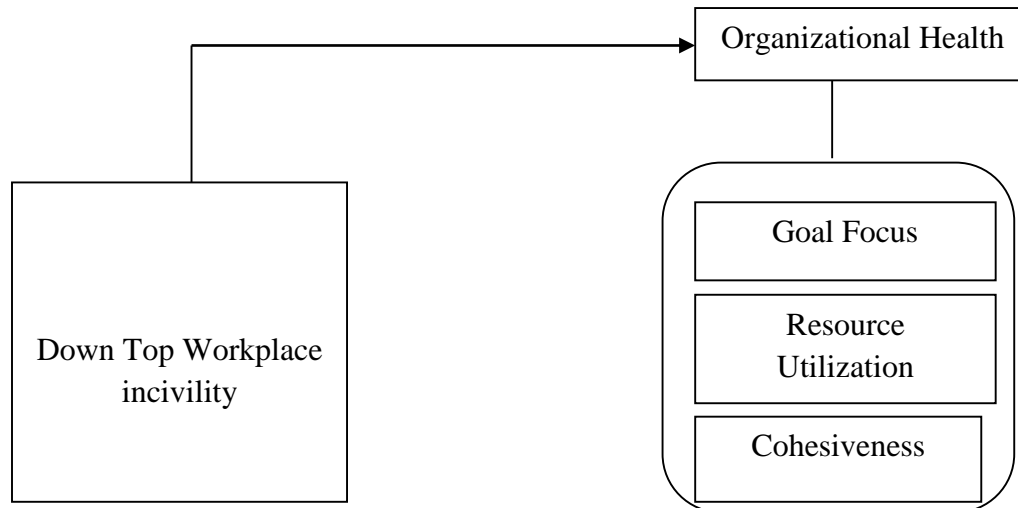 Organizational Health
Goal Focus
Resource
Utilization
Down Top Workplace
incivility
Cohesiveness